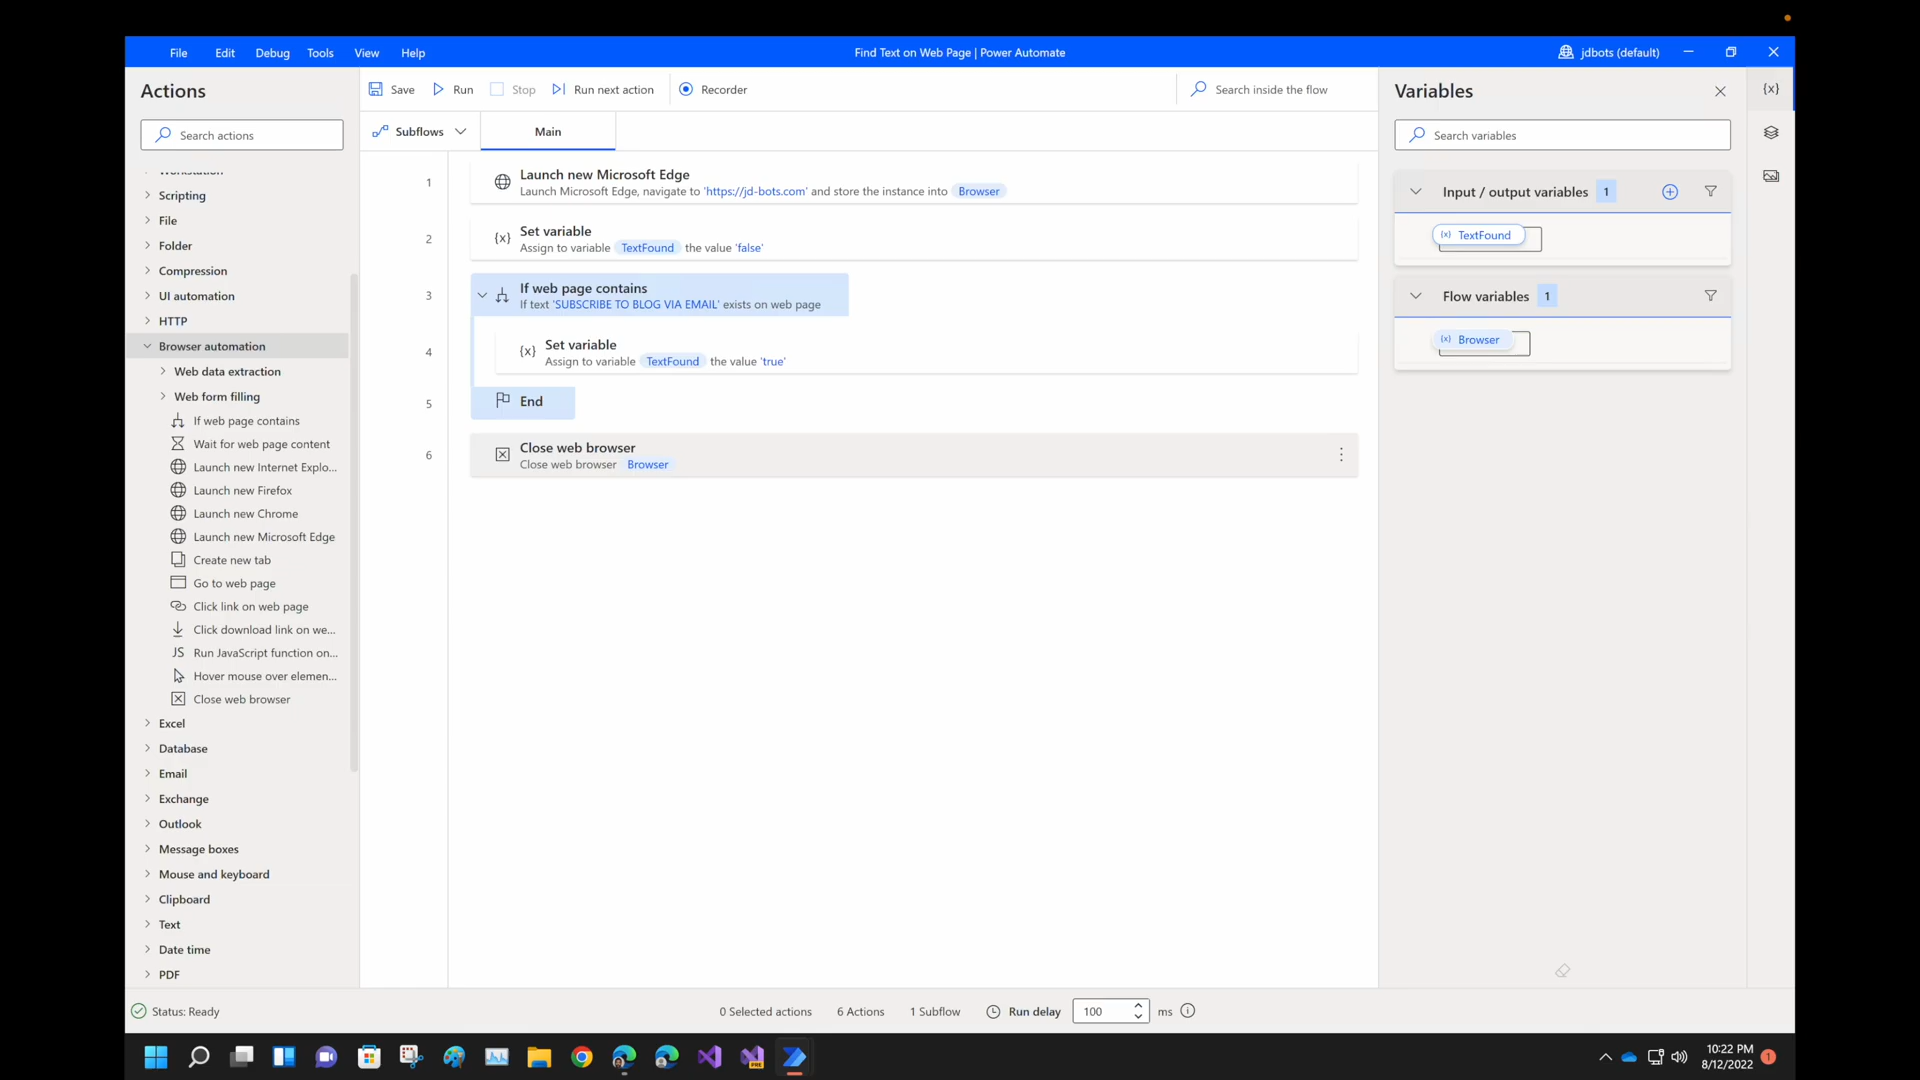 File Edit Debug Tools View Help
Find Text on Web Page | Power Automate
jdbots (default)
Actions
Search actions
Workstation
Scripting
File
Folder
Compression
UI automation
HTTP
Browser automation
Web data extraction
Web form filling
If web page contains
Wait for web page content
Launch new Internet Explo...
Launch new Firefox
Launch new Chrome
Launch new Microsoft Edge
Create new tab
Go to web page
Click link on web page
Click download link on we...
JS Run JavaScript function on...
Hover mouse over elemen...
Close web browser
Excel
Database
Email
Exchange
Outlook
Message boxes
Mouse and keyboard
Clipboard
Text
Date time
PDF
Save Run Stop Run next action Recorder
Search inside the flow
Subflows Main
1 Launch new Microsoft Edge
Launch Microsoft Edge, navigate to 'https://jd-bots.com' and store the instance into Browser
2 {x} Set variable
Assign to variable TextFound the value 'false'
3 If web page contains
If text 'SUBSCRIBE TO BLOG VIA EMAIL' exists on web page
4 {x} Set variable
Assign to variable TextFound the value 'true'
5 End
6 Close web browser
Close web browser Browser
Variables
{x}
Search variables
Input / output variables 1
(x) TextFound
Flow variables 1
(x) Browser
Status: Ready
0 Selected actions 6 Actions 1 Subflow Run delay 100 ms
PRE
10:22 PM
8/12/2022 1